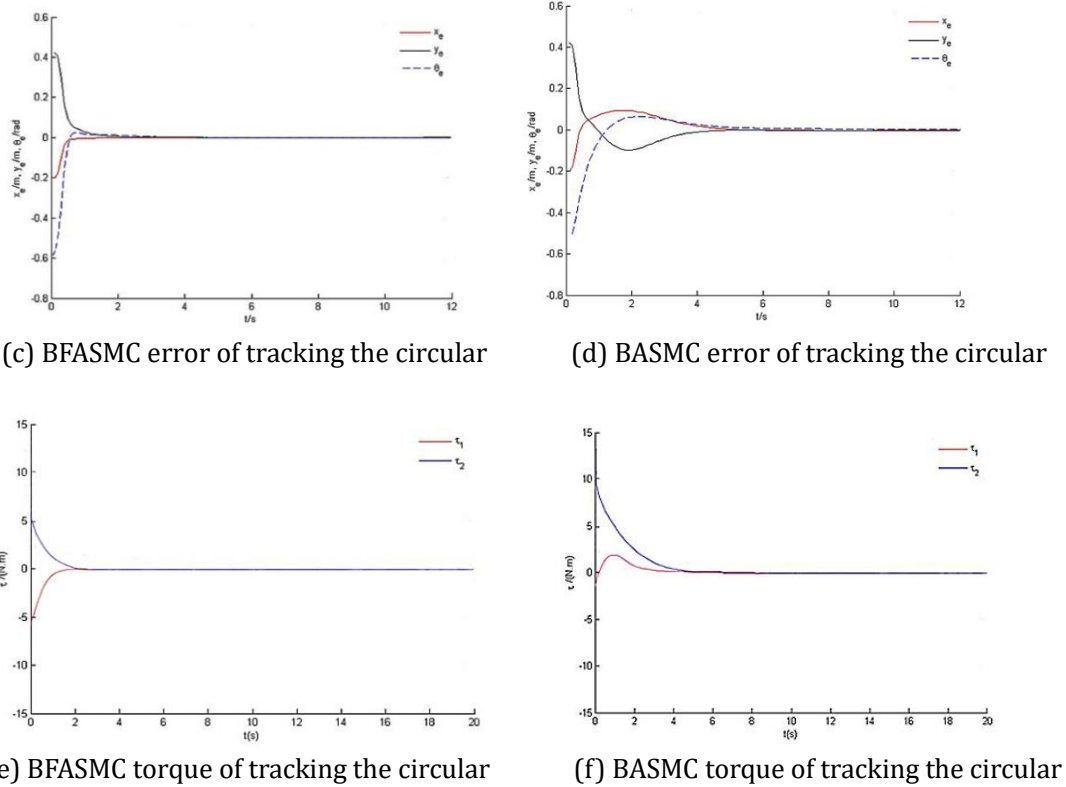 0.6
0.4
0.2
0
-0.2
-0.4
-0.6
-0.8
x_e/m, y_e/m, θ_e/rad
x_e
y_e
θ_e
0 2 4 6 8 10 12
t/s
0.6
0.4
0.2
0
-0.2
-0.4
-0.6
-0.8
x_e/m, y_e/m, θ_e/rad
x_e
y_e
θ_e
0 2 4 6 8 10 12
t/s
(c) BFASMC error of tracking the circular
(d) BASMC error of tracking the circular
15
10
5
0
-5
-10
-15
τ /(N.m)
τ_1
τ_2
0 2 4 6 8 10 12 14 16 18 20
t(s)
15
10
5
0
-5
-10
-15
τ /(N.m)
τ_1
τ_2
0 2 4 6 8 10 12 14 16 18 20
t(s)
e) BFASMC torque of tracking the circular
(f) BASMC torque of tracking the circular